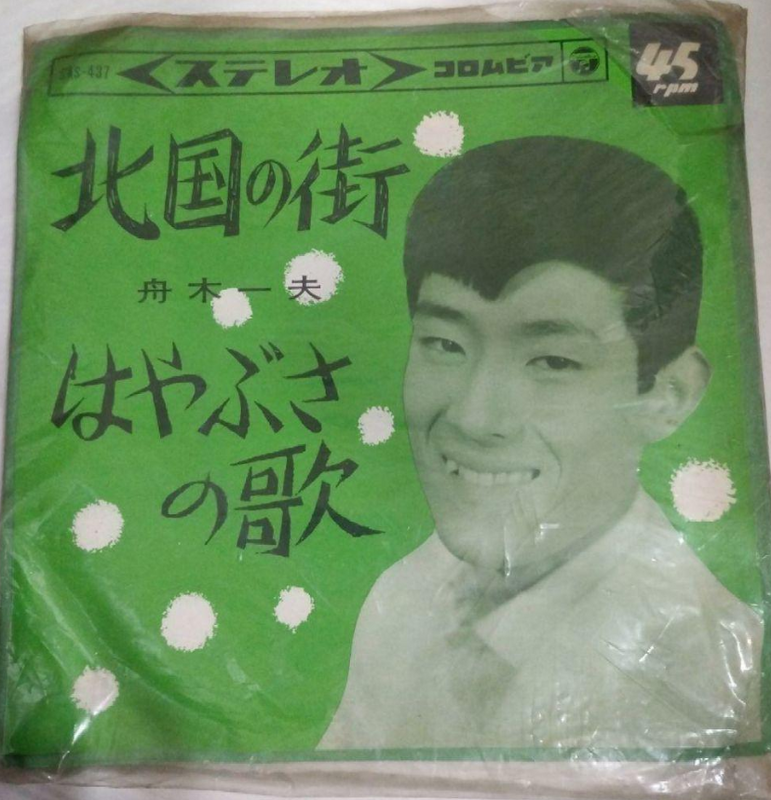 SAS-437
<ステレオ>
コロムビア
45
rpm
北国の街
舟木一夫
はやぶさ
の歌